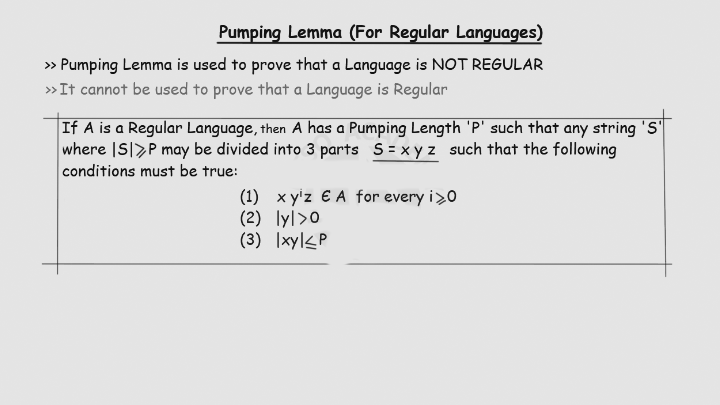 Pumping Lemma (For Regular Languages)
>> Pumping Lemma is used to prove that a Language is NOT REGULAR
>> It cannot be used to prove that a Language is Regular
If A is a Regular Language, then A has a Pumping Length 'P' such that any string 'S'
where |S|⩾P may be divided into 3 parts S = x y z such that the following
conditions must be true:
(1) x yⁱz ∈ A for every i⩾0
(2) |y|>0
(3) |xy|⩽P